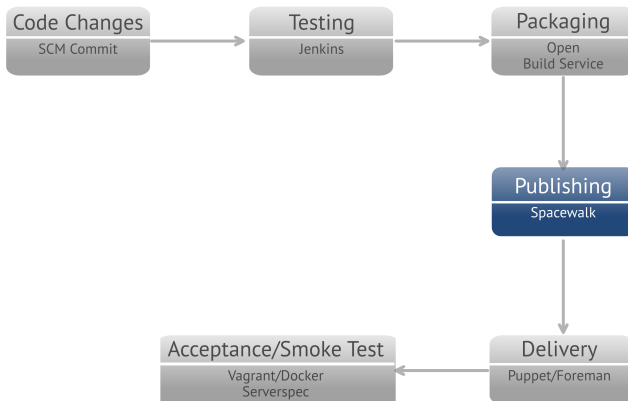 Code Changes
SCM Commit
Testing
Jenkins
Packaging
Open
Build Service
Publishing
Spacewalk
Delivery
Puppet/Foreman
Acceptance/Smoke Test
Vagrant/Docker
Serverspec